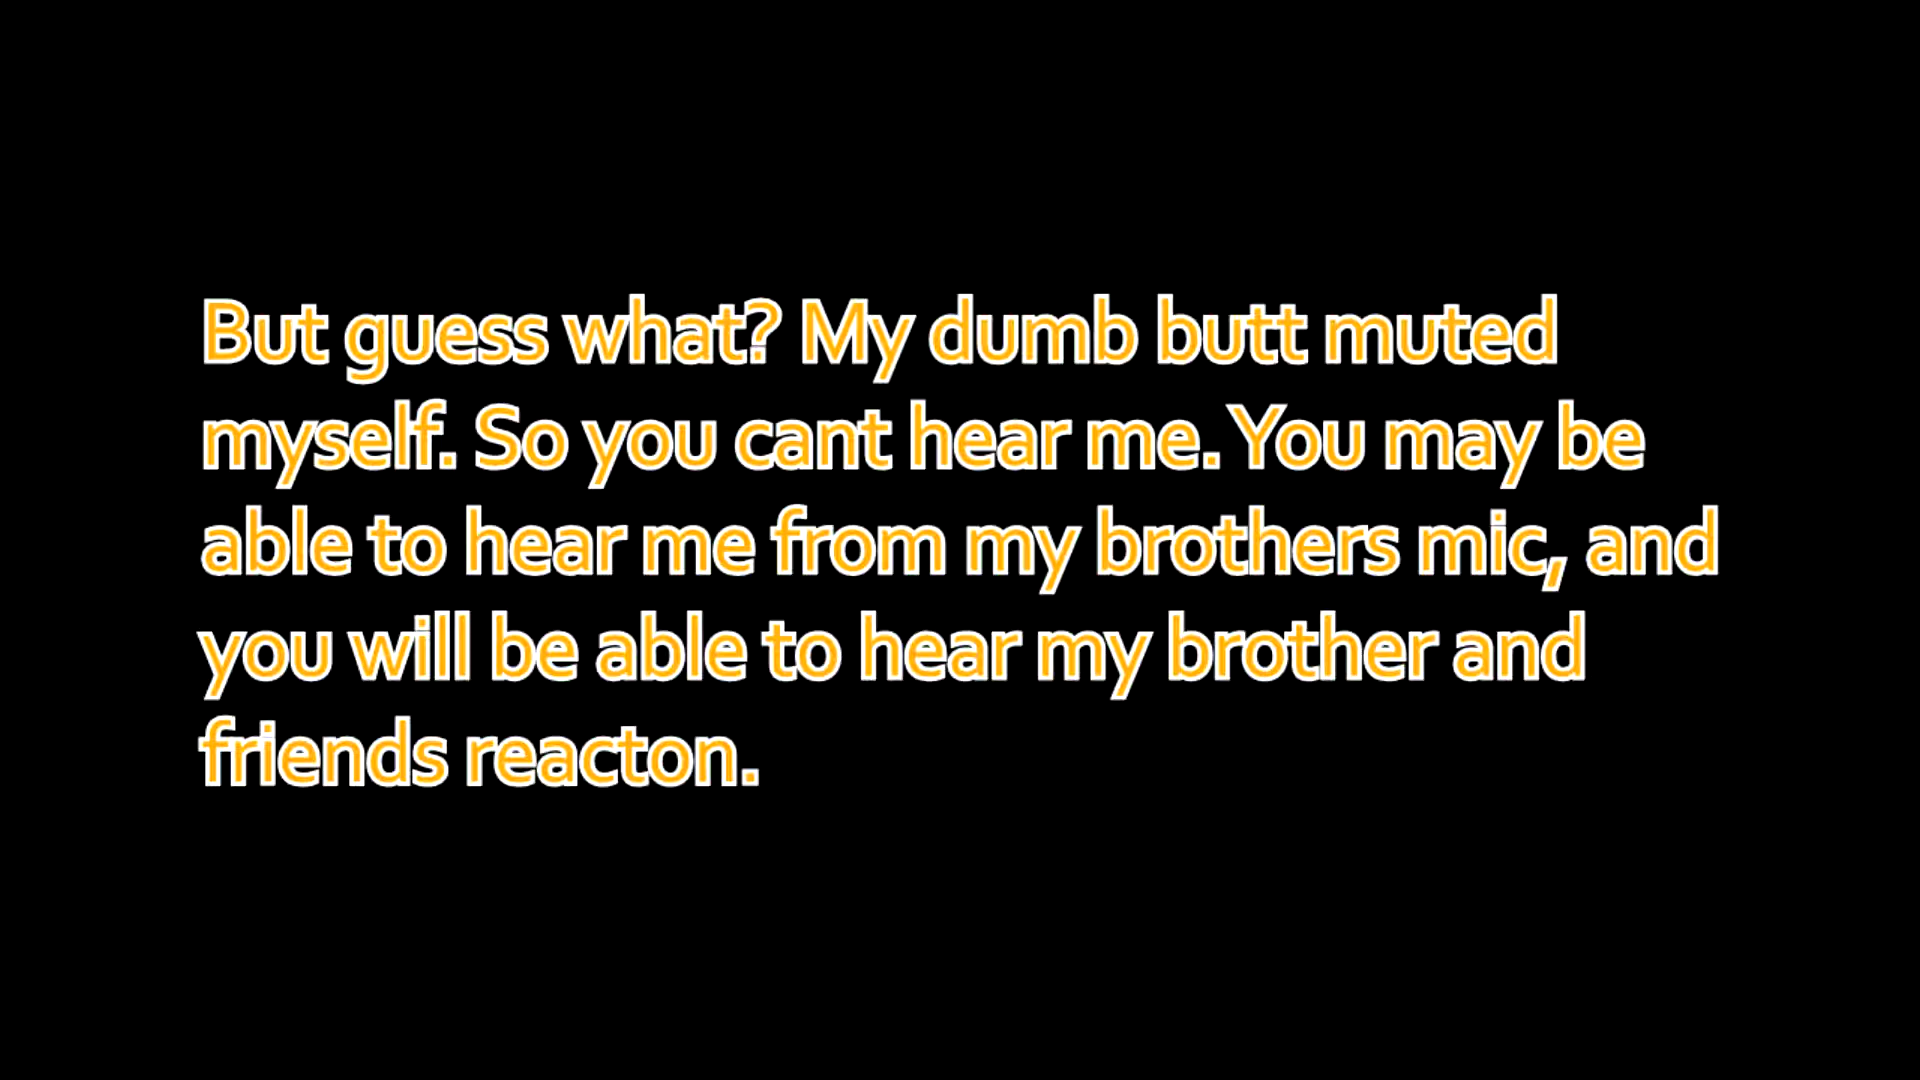 But guess what? My dumb butt muted
myself. So you cant hear me. You may be
able to hear me from my brothers mic, and
you will be able to hear my brother and
friends reacton.